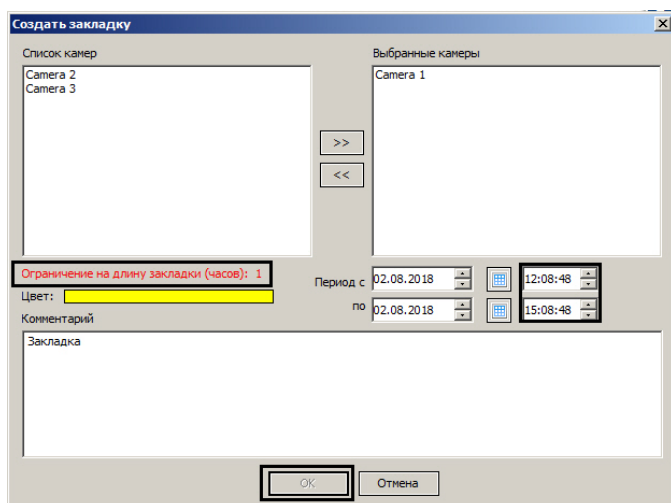 Создать закладку
Список камер
Выбранные камеры
Camera 2
Camera 3
Camera 1
>>
<<
Ограничение на длину закладки (часов): 1
Период с 02.08.2018 12:08:48
Цвет:
по 02.08.2018 15:08:48
Комментарий
Закладка
OK
Отмена